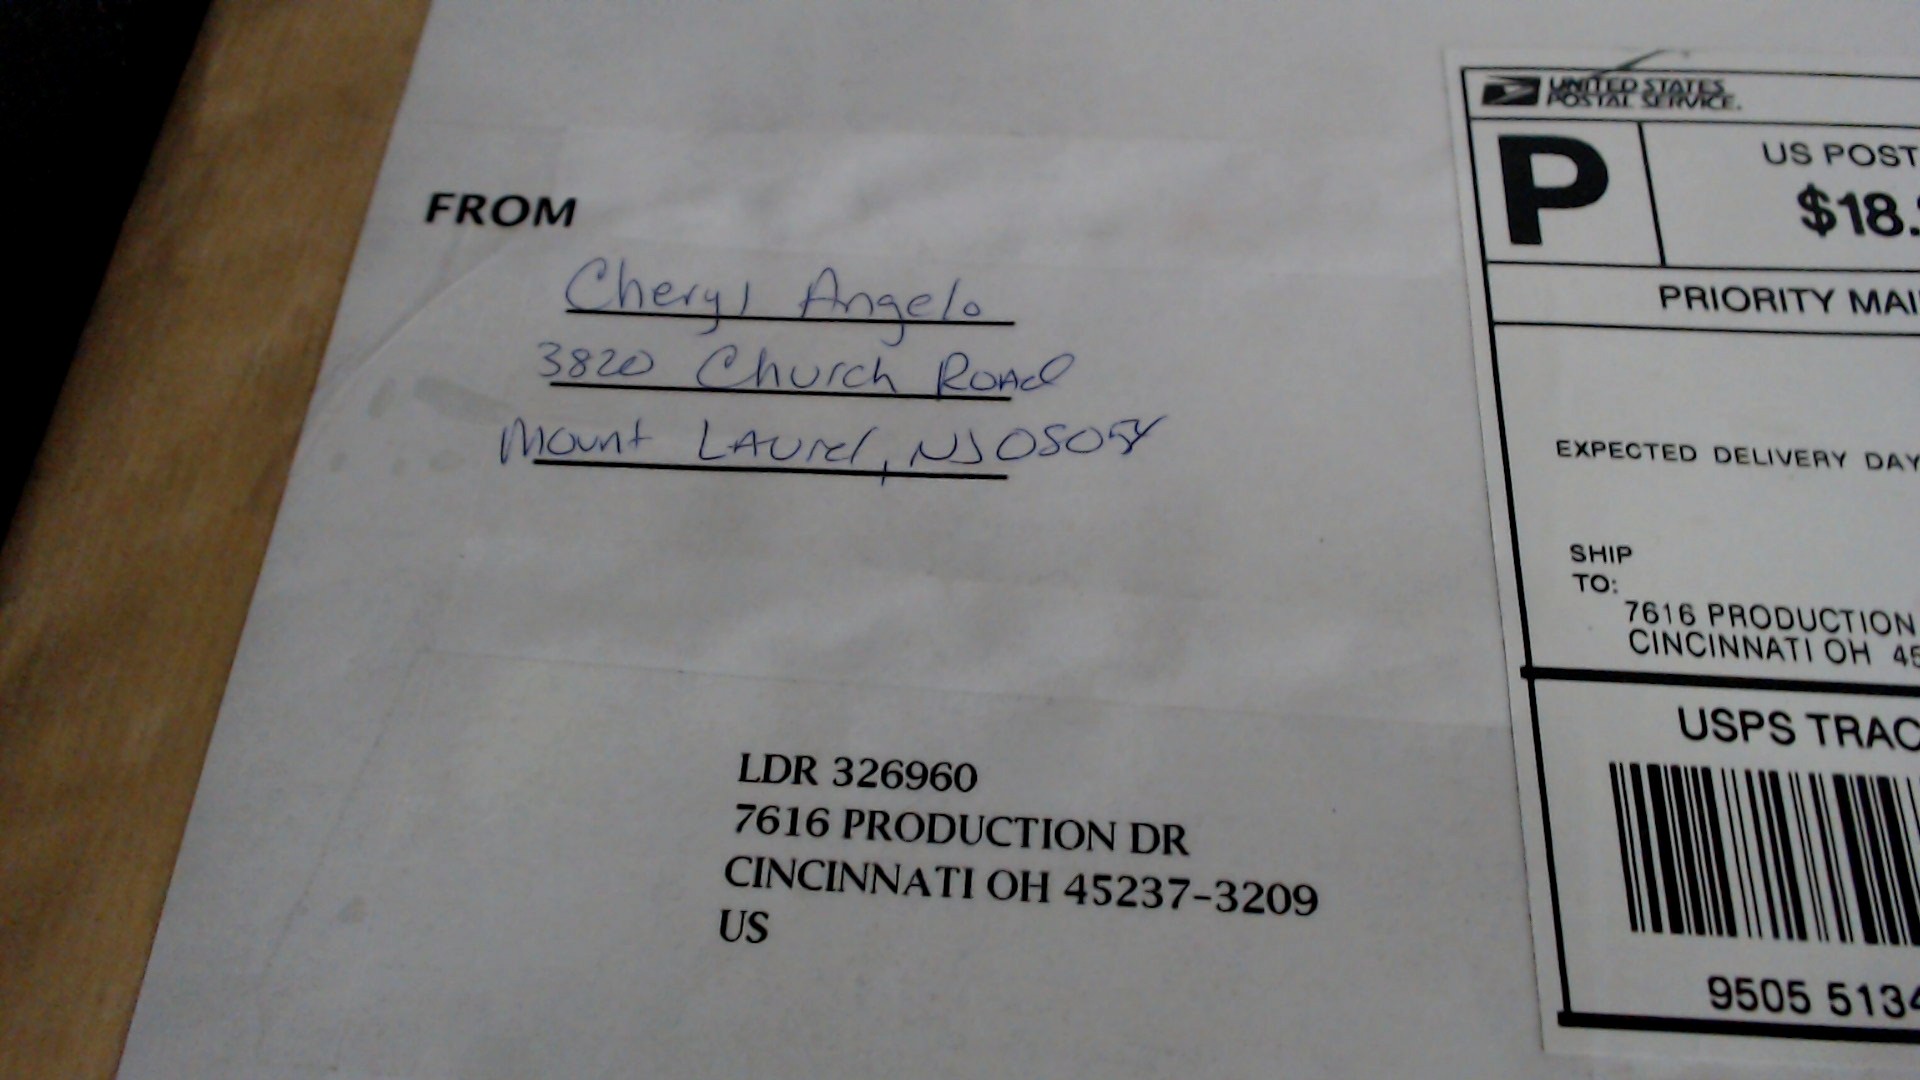 FROM
Cheryl Angelo
3820 Church Road
Mount Laurel, NJ 08054
LDR 326960
7616 PRODUCTION DR
CINCINNATI OH 45237-3209
US
UNITED STATES
POSTAL SERVICE.
P
US POST
$18.
PRIORITY MAI
EXPECTED DELIVERY DAY
SHIP
TO:
7616 PRODUCTION
CINCINNATI OH 45
USPS TRAC
9505 5134